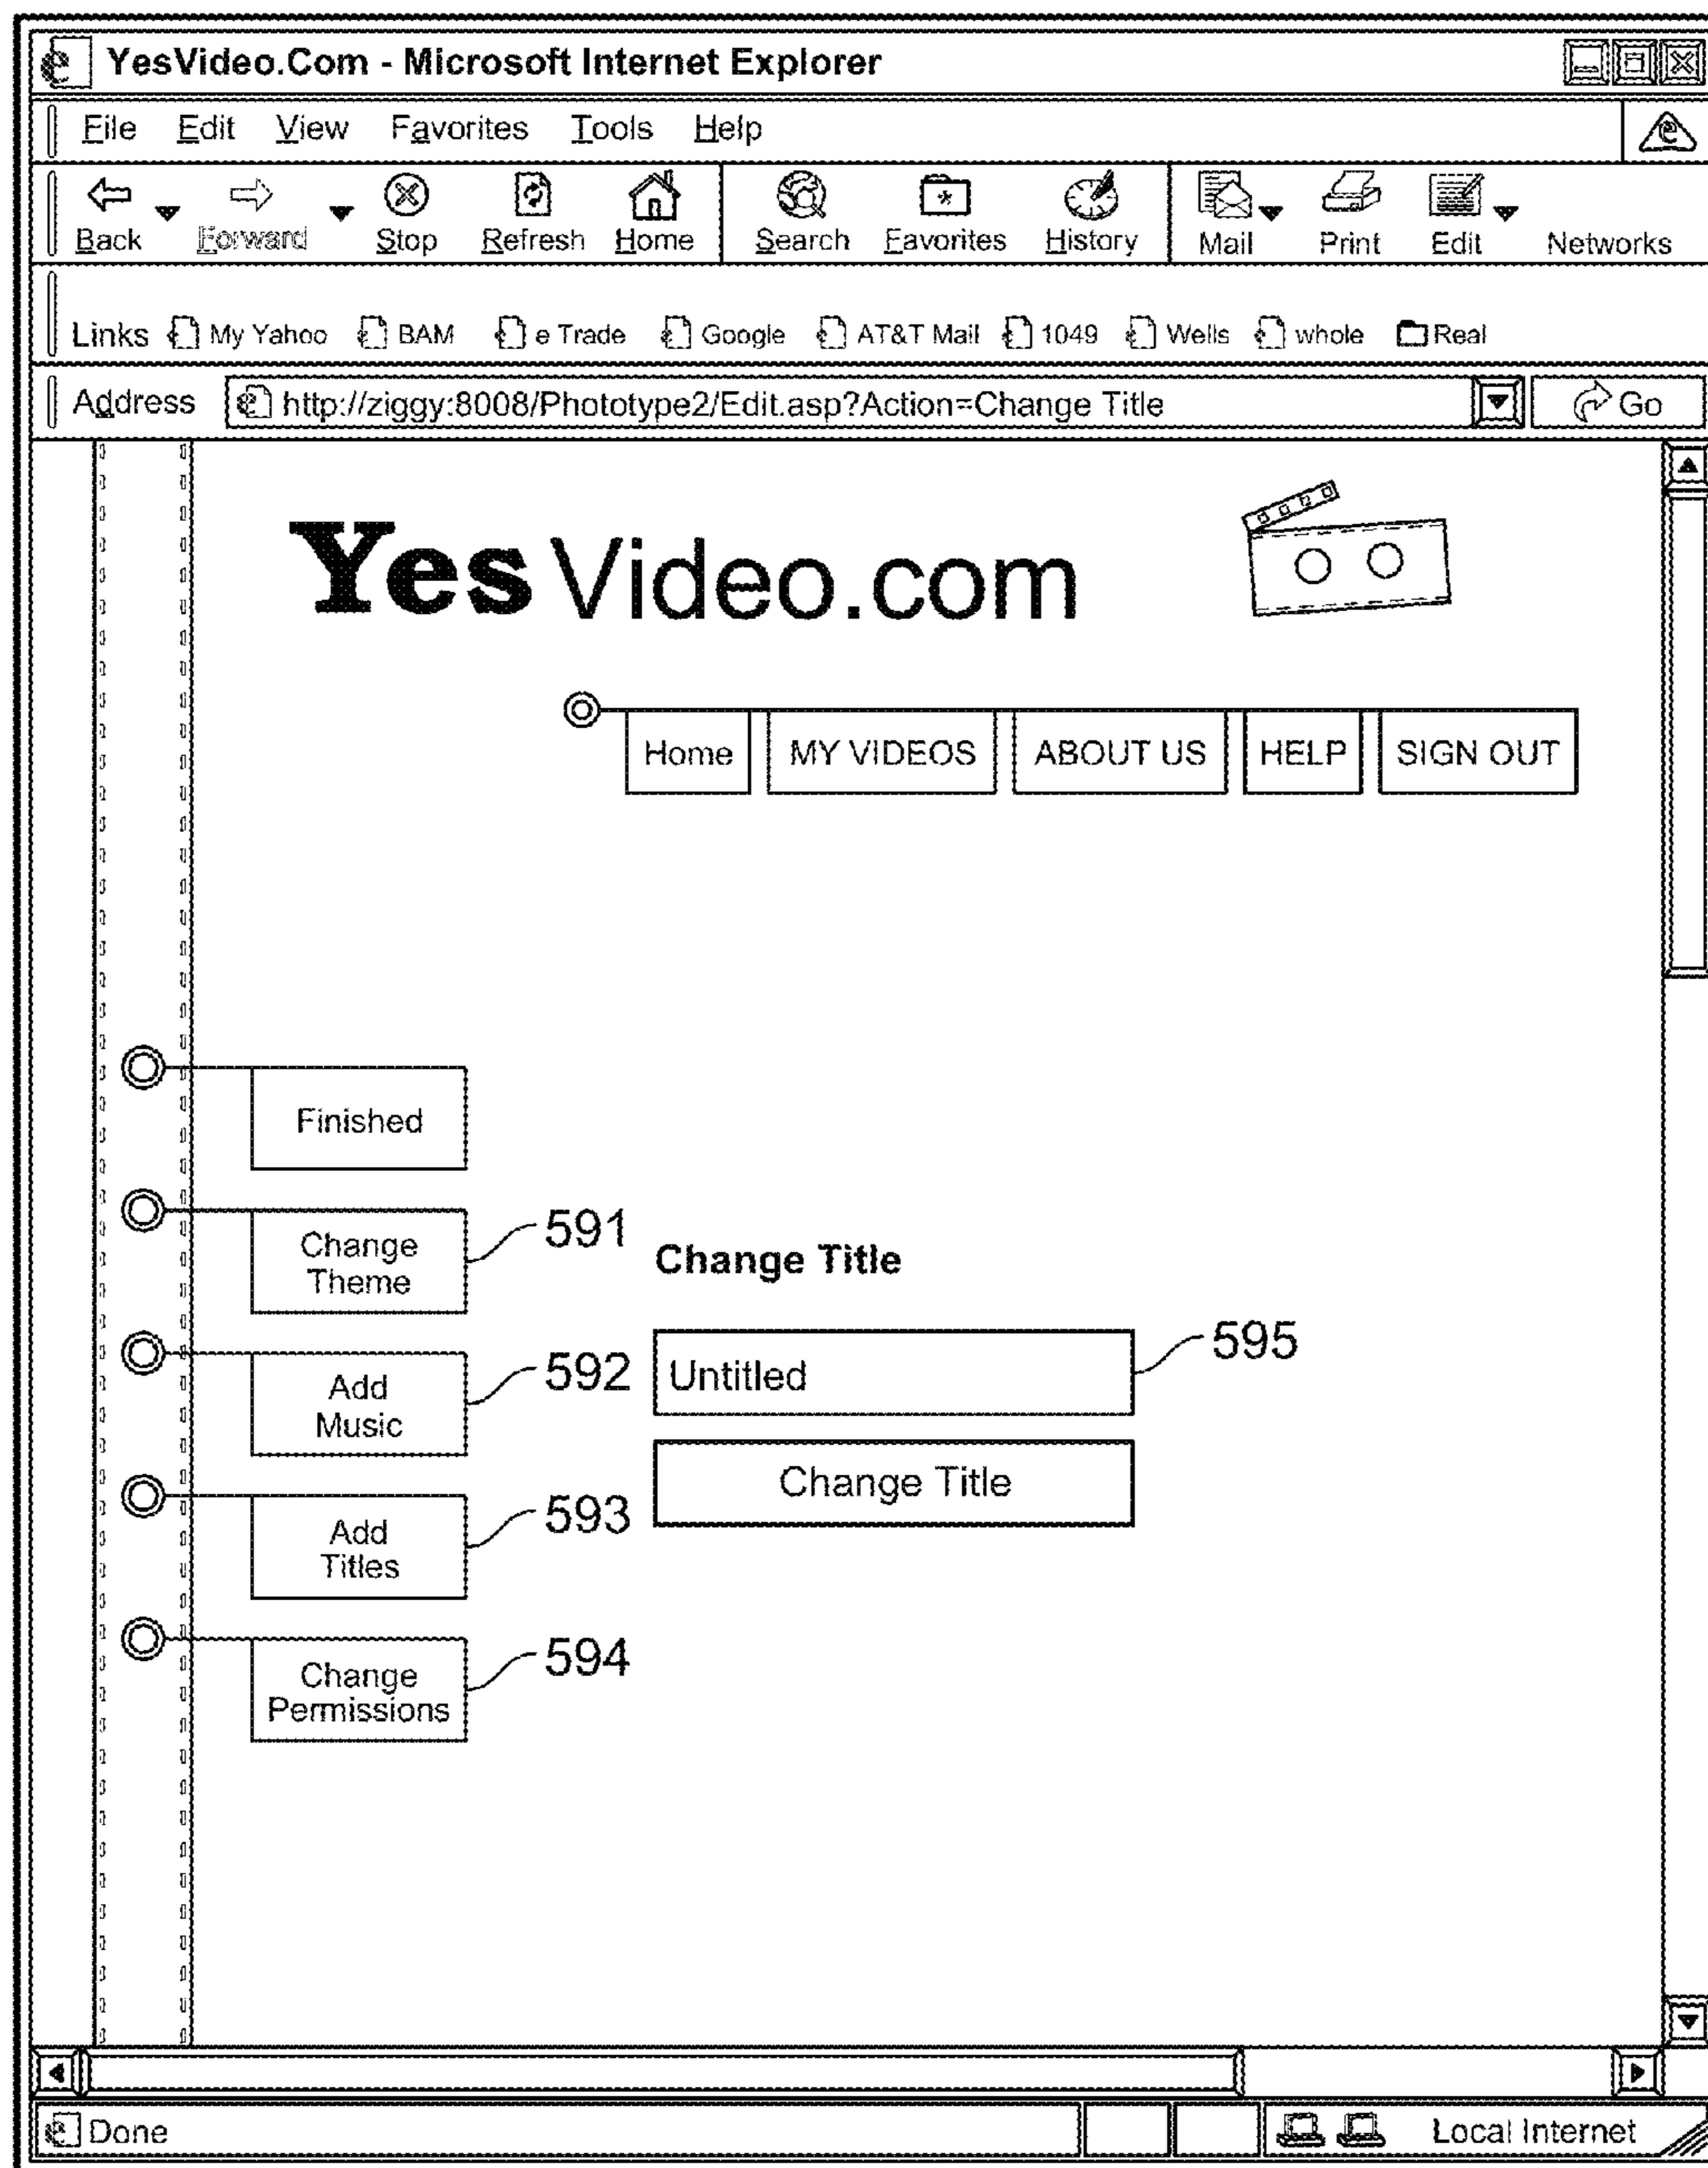 YesVideo.Com - Microsoft Internet Explorer
File Edit View Favorites Tools Help
Back Forward Stop Refresh Home Search Favorites History Mail Print Edit Networks
Links My Yahoo BAM e Trade Google AT&T Mail 1049 Wells whole Real
Address http://ziggy:8008/Phototype2/Edit.asp?Action=Change Title Go
Yes Video.com
Home MY VIDEOS ABOUT US HELP SIGN OUT
Finished
Change
Theme
591
Change Title
Untitled
595
Add
Music
592
Change Title
Add
Titles
593
Change
Permissions
594
Done Local Internet